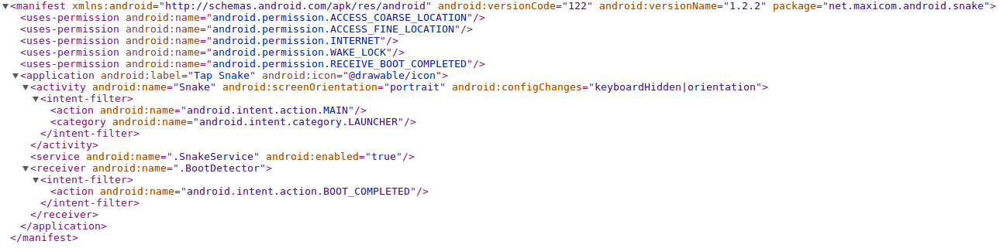 <manifest xmlns:android="http://schemas.android.com/apk/res/android" android:versionCode="122" android:versionName="1.2.2" package="net.maxicom.android.snake">
<uses-permission android:name="android.permission.ACCESS_COARSE_LOCATION"/>
<uses-permission android:name="android.permission.ACCESS_FINE_LOCATION"/>
<uses-permission android:name="android.permission.INTERNET"/>
<uses-permission android:name="android.permission.WAKE_LOCK"/>
<uses-permission android:name="android.permission.RECEIVE_BOOT_COMPLETED"/>
<application android:label="Tap Snake" android:icon="@drawable/icon">
<activity android:name="Snake" android:screenOrientation="portrait" android:configChanges="keyboardHidden|orientation">
<intent-filter>
<action android:name="android.intent.action.MAIN"/>
<category android:name="android.intent.category.LAUNCHER"/>
</intent-filter>
</activity>
<service android:name=".SnakeService" android:enabled="true"/>
<receiver android:name=".BootDetector">
<intent-filter>
<action android:name="android.intent.action.BOOT_COMPLETED"/>
</intent-filter>
</receiver>
</application>
</manifest>